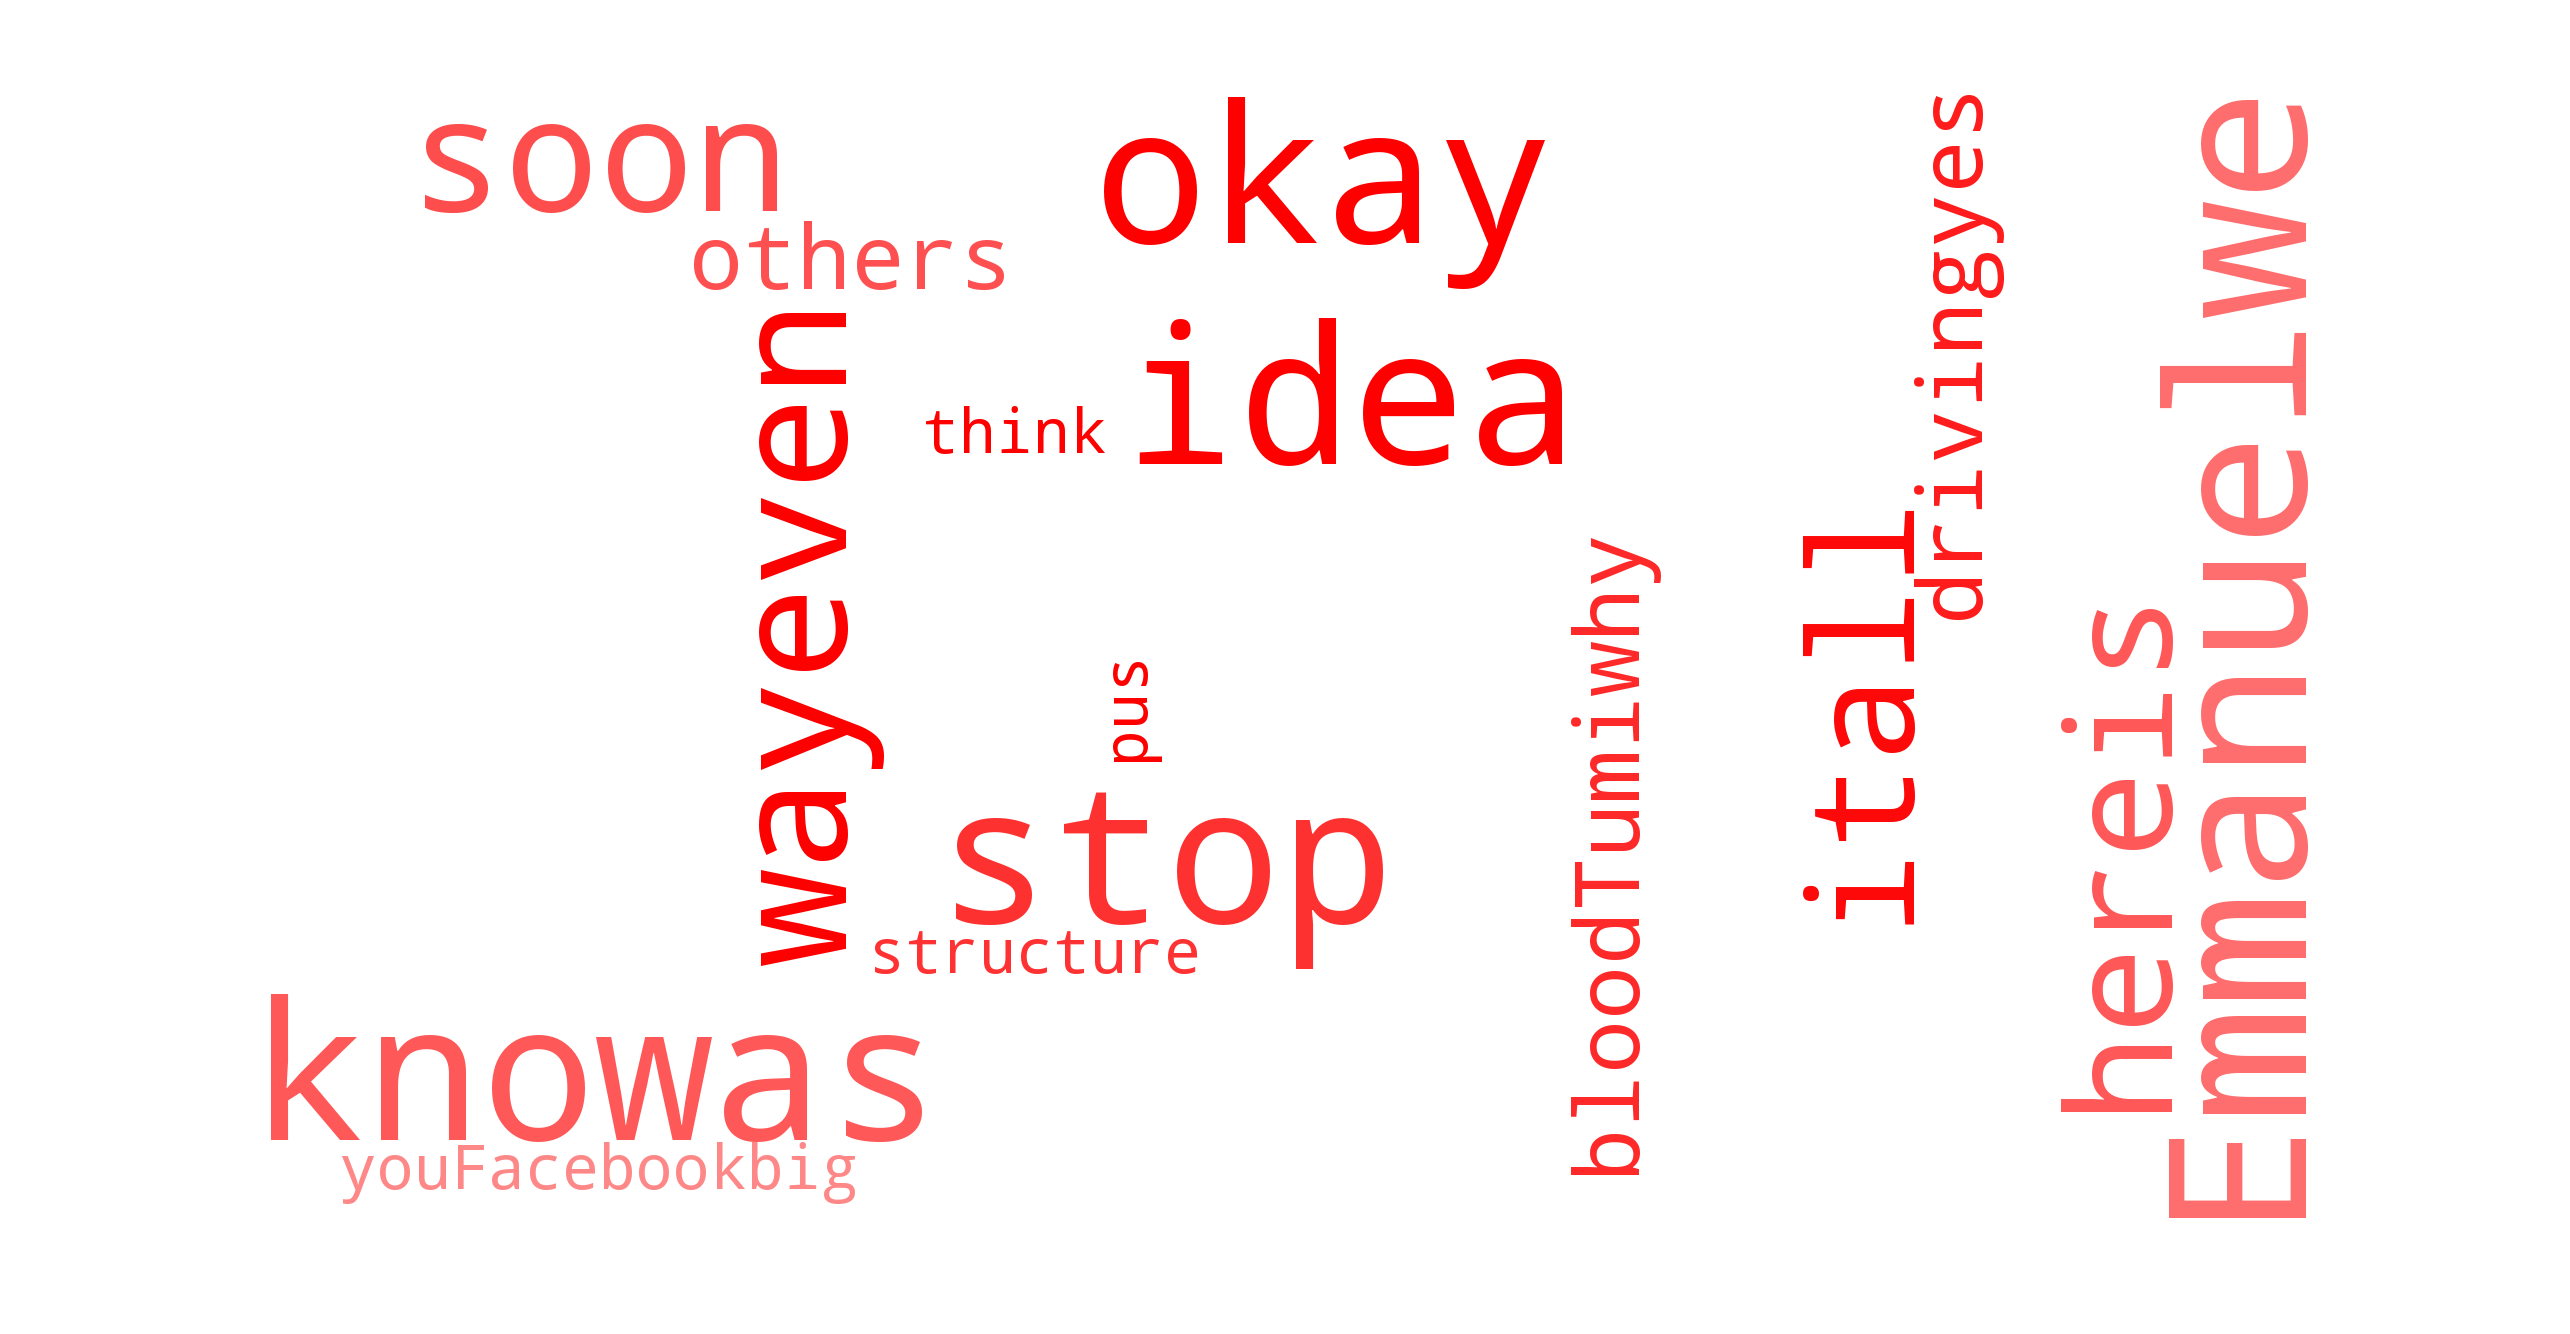 soon
okay
others
idea
think
wayeven
drivingyes
Emmanuelwe
itall
bloodTumiwhy
hereis
pus
stop
structure
knowas
youFacebookbig